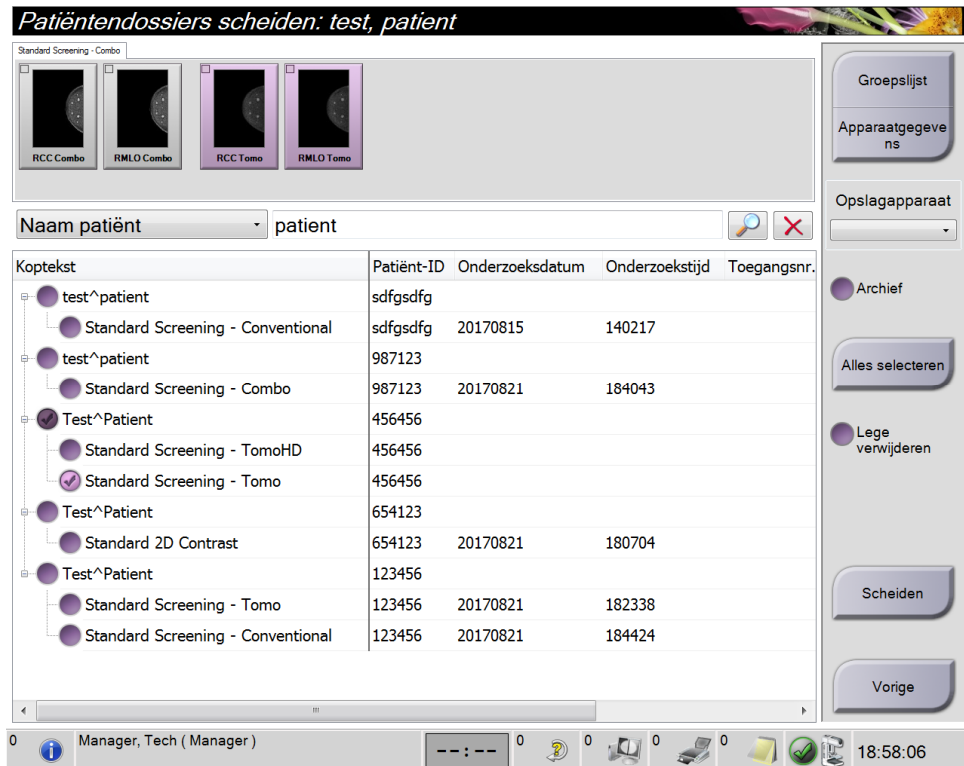 Patiëntendossiers scheiden: test, patient
Standard Screening - Combo
RCC Combo
RMLO Combo
RCC Tomo
RMLO Tomo
Groepslijst
Apparaatgegeve
ns
Opslagapparaat
Naam patiënt patient
Koptekst Patiënt-ID Onderzoeksdatum Onderzoekstijd Toegangsnr.
test^patient sdfgsdfg
Standard Screening - Conventional sdfgsdfg 20170815 140217
test^patient 987123
Standard Screening - Combo 987123 20170821 184043
Test^Patient 456456
Standard Screening - TomoHD 456456
Standard Screening - Tomo 456456
Test^Patient 654123
Standard 2D Contrast 654123 20170821 180704
Test^Patient 123456
Standard Screening - Tomo 123456 20170821 182338
Standard Screening - Conventional 123456 20170821 184424
Archief
Alles selecteren
Lege
verwijderen
Scheiden
Vorige
0 Manager, Tech ( Manager ) --:-- 0 0 0 0 18:58:06